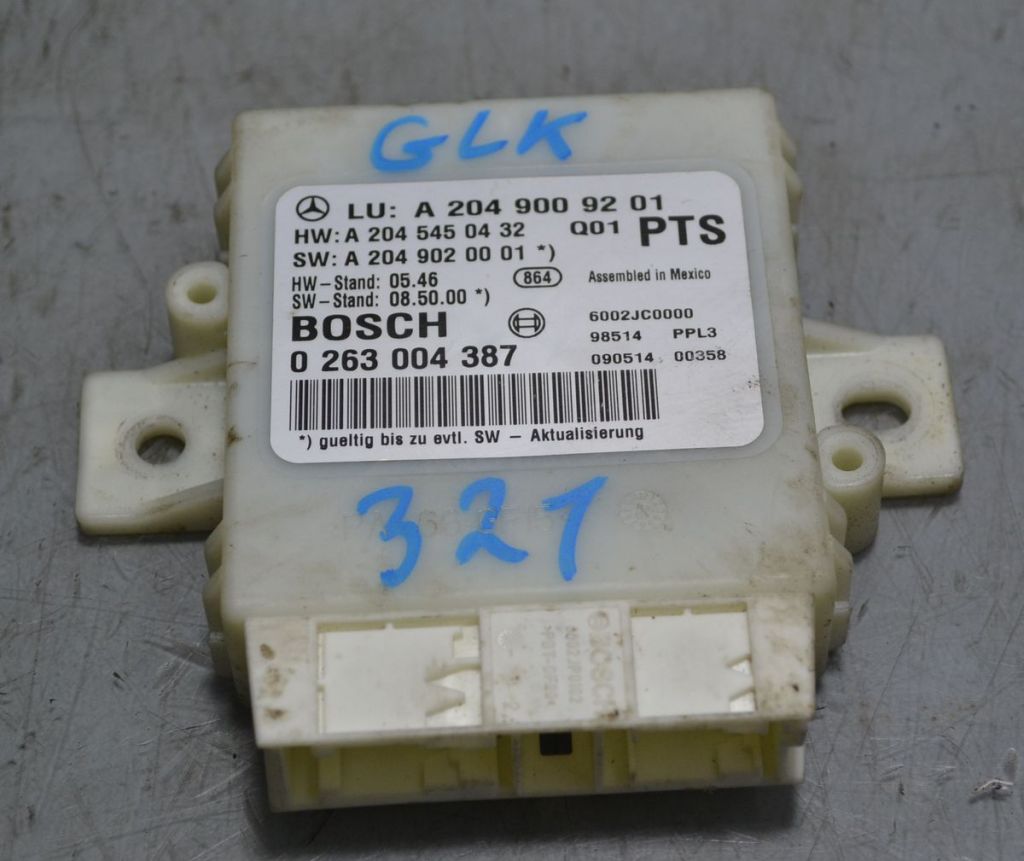 GLK
LU: A 204 900 92 01
HW: A 204 545 04 32 Q01 PTS
SW: A 204 902 00 01 *)
HW-Stand: 05.46 864 Assembled in Mexico
SW-Stand: 08.50.00 *)
BOSCH 6002JC0000
98514 PPL3
0 263 004 387 090514 00358
*) gueltig bis zu evtl. SW - Aktualisierung
321
BOSCH